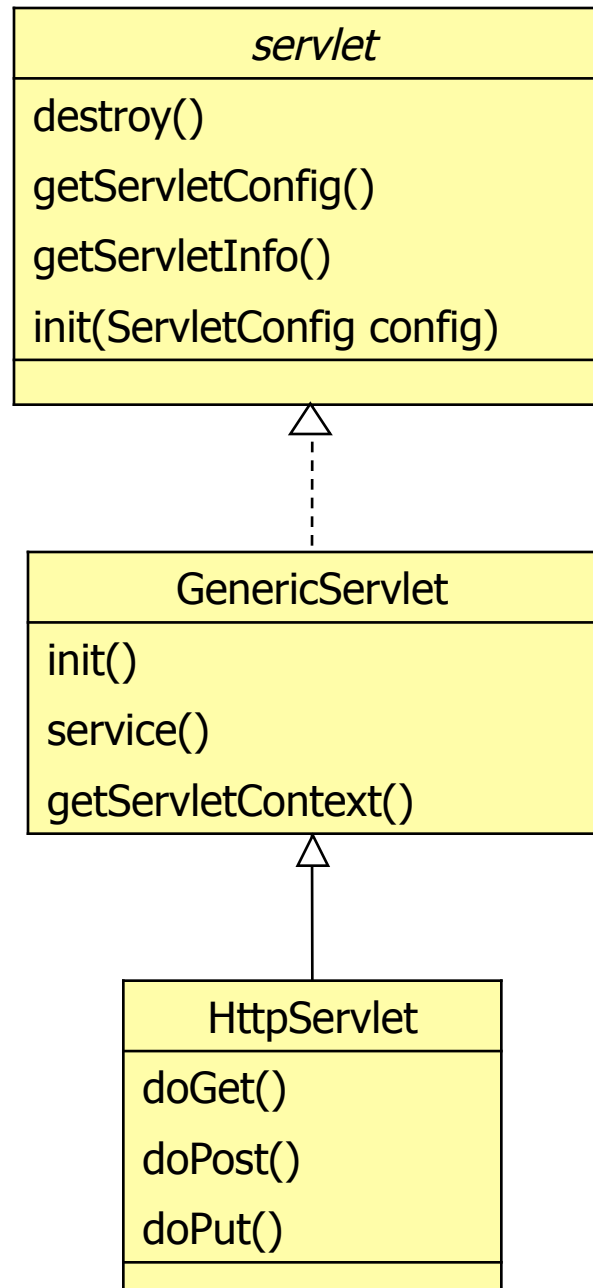 servlet
destroy()
getServletConfig()
getServletInfo()
init(ServletConfig config)
GenericServlet
init()
service()
getServletContext()
HttpServlet
doGet()
doPost()
doPut()